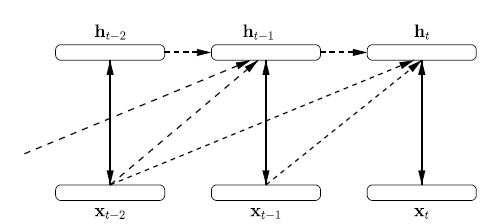 h_{t-2} h_{t-1} h_t
x_{t-2} x_{t-1} x_t